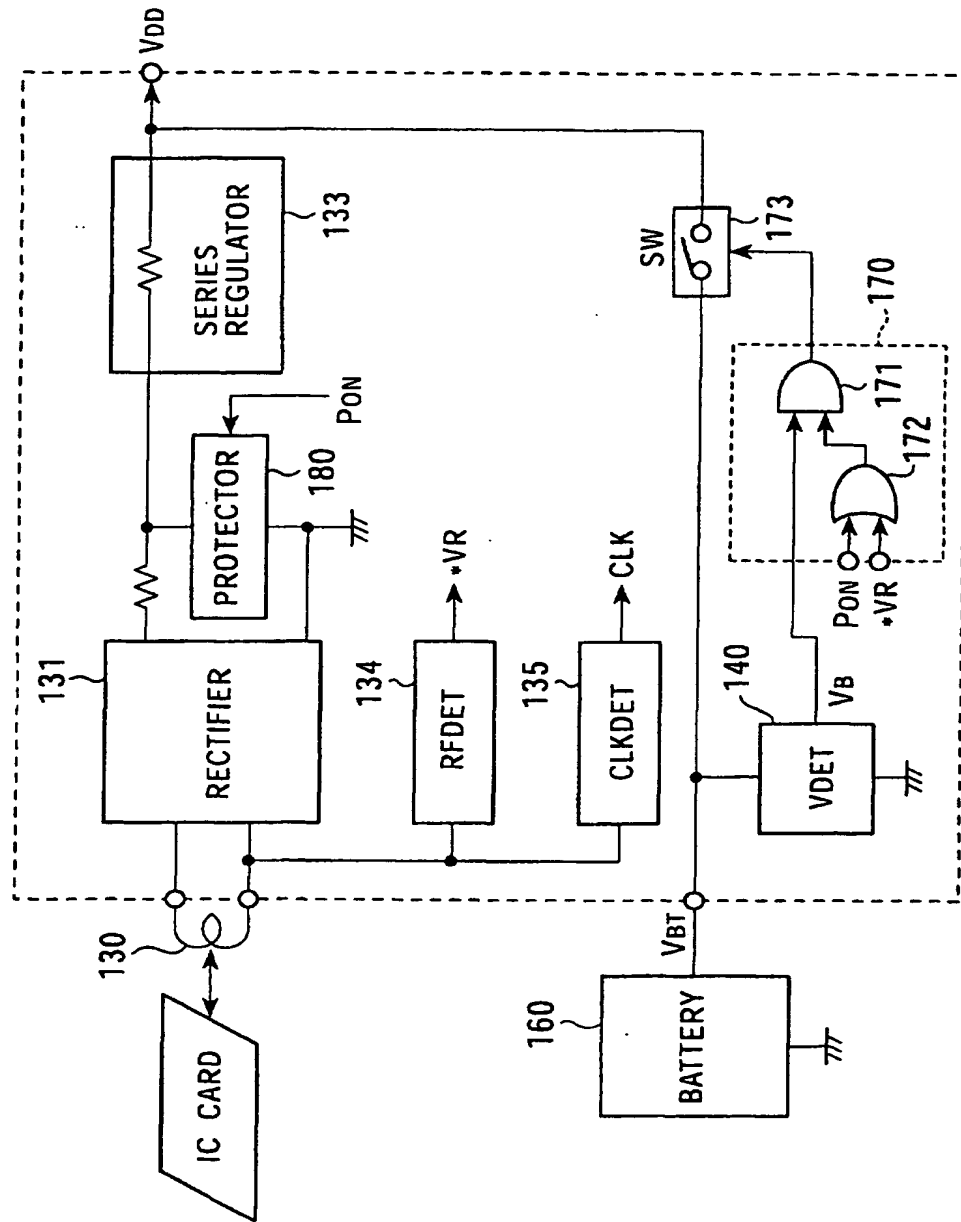 IC CARD
130
131
RECTIFIER
PROTECTOR
180
PON
SERIES
REGULATOR
133
VDD
134
RFDET
*VR
135
CLKDET
CLK
160
BATTERY
VBT
140
VDET
VB
SW
173
170
171
172
PON
*VR